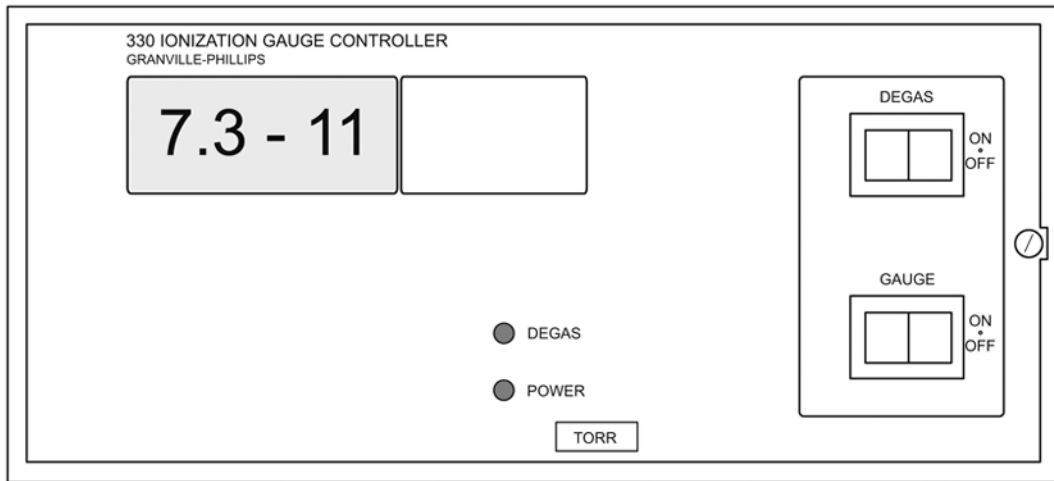 330 IONIZATION GAUGE CONTROLLER
GRANVILLE-PHILLIPS
7.3 - 11
DEGAS
ON
OFF
GAUGE
ON
OFF
DEGAS
POWER
TORR